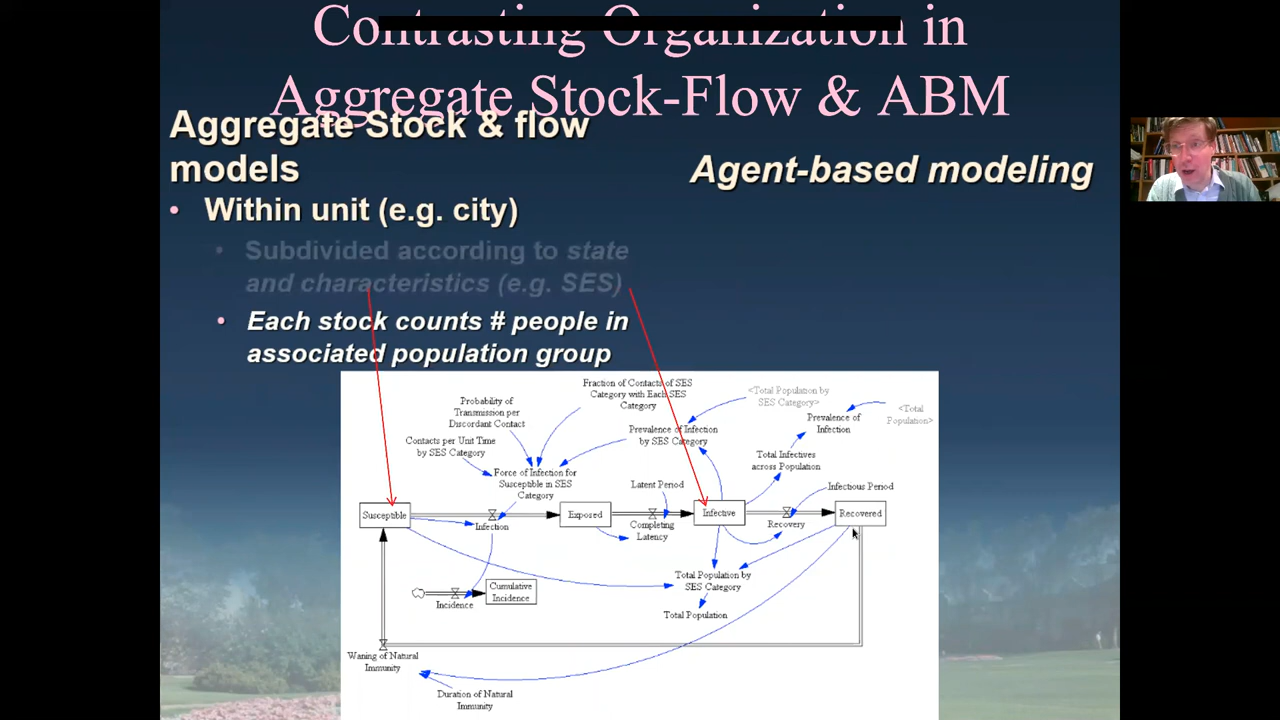 Contrasting Organization in
Aggregate Stock-Flow & ABM
Aggregate Stock & flow
models
• Within unit (e.g. city)
• Subdivided according to state
and characteristics (e.g. SES)
• Each stock counts # people in
associated population group
Agent-based modeling
Fraction of Contacts of SES
Category with Each SES
Category
<Total Population by
SES Category>
Probability of
Transmission per
Discordant Contact
Prevalence of
Infection
<Total
Population>
Contacts per Unit Time
by SES Category
Prevalence of Infection
by SES Category
Total Infectives
across Population
Force of Infection for
Susceptible in SES
Category
Latent Period
Infectious Period
Susceptible
Infection
Exposed
Completing
Latency
Infective
Recovery
Recovered
Total Population by
SES Category
Cumulative
Incidence
Incidence
Total Population
Waning of Natural
Immunity
Duration of Natural
Immunity